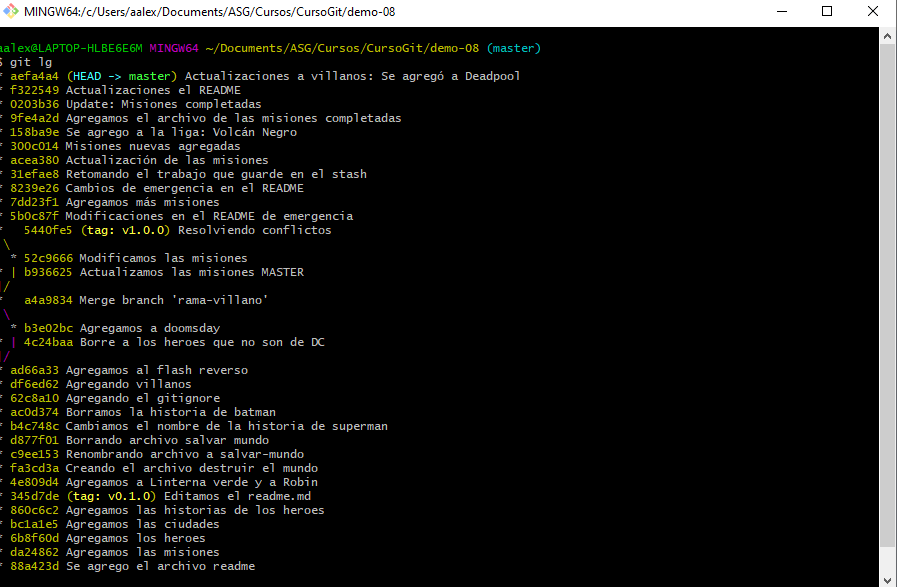 MINGW64:/c/Users/aalex/Documents/ASG/Cursos/CursoGit/demo-08
aalex@LAPTOP-HLBE6E6M MINGW64 ~/Documents/ASG/Cursos/CursoGit/demo-08 (master)
$ git lg
* aefa4a4 (HEAD -> master) Actualizaciones a villanos: Se agregó a Deadpool
* f322549 Actualizaciones el README
* 0203b36 Update: Misiones completadas
* 9fe4a2d Agregamos el archivo de las misiones completadas
* 158ba9e Se agrego a la liga: Volcán Negro
* 300c014 Misiones nuevas agregadas
* acea380 Actualización de las misiones
* 31efae8 Retomando el trabajo que guarde en el stash
* 8239e26 Cambios de emergencia en el README
* 7dd23f1 Agregamos más misiones
* 5b0c87f Modificaciones en el README de emergencia
*   5440fe5 (tag: v1.0.0) Resolviendo conflictos
|\
| * 52c9666 Modificamos las misiones
* | b936625 Actualizamos las misiones MASTER
|/
*   a4a9834 Merge branch 'rama-villano'
|\
| * b3e02bc Agregamos a doomsday
* | 4c24baa Borre a los heroes que no son de DC
|/
* ad66a33 Agregamos al flash reverso
* df6ed62 Agregando villanos
* 62c8a10 Agregando el gitignore
* ac0d374 Borramos la historia de batman
* b4c748c Cambiamos el nombre de la historia de superman
* d877f01 Borrando archivo salvar mundo
* c9ee153 Renombrando archivo a salvar-mundo
* fa3cd3a Creando el archivo destruir el mundo
* 4e809d4 Agregamos a Linterna verde y a Robin
* 345d7de (tag: v0.1.0) Editamos el readme.md
* 860c6c2 Agregamos las historias de los heroes
* bc1a1e5 Agregamos las ciudades
* 6b8f60d Agregamos los heroes
* da24862 Agregamos las misiones
* 88a423d Se agrego el archivo readme